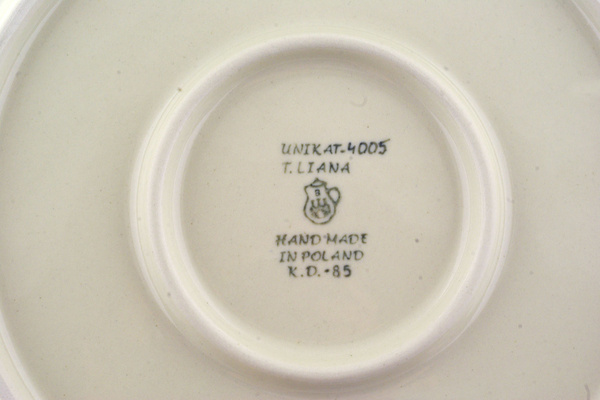 UNIKAT-4005
T. LIANA
HAND MADE
IN POLAND
K.D.-85